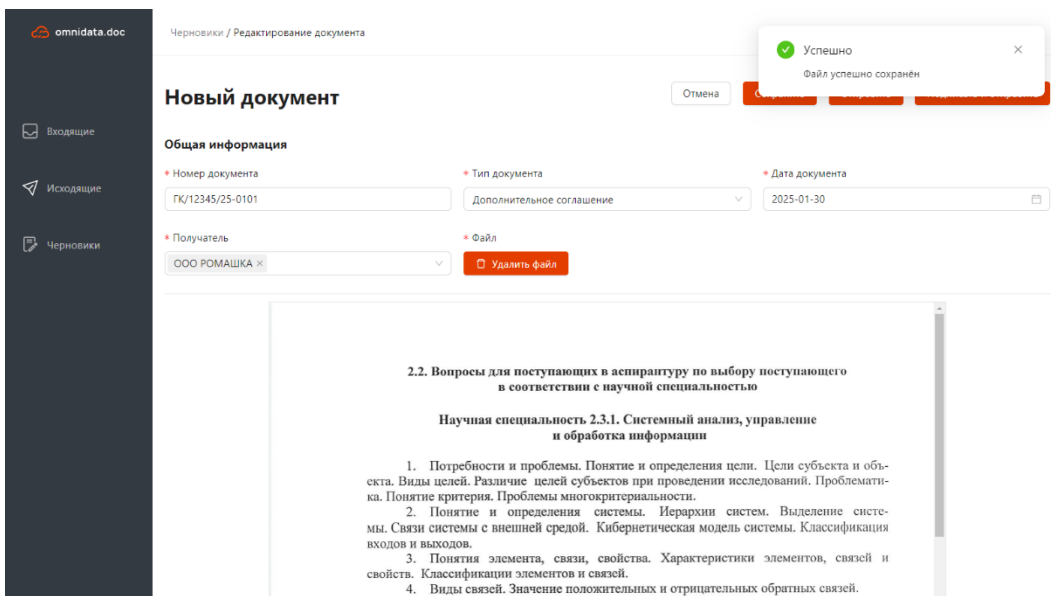 omnidata.doc
Черновики / Редактирование документа
Успешно
Файл успешно сохранён
Новый документ
Отмена
Входящие
Исходящие
Черновики
Общая информация
* Номер документа
* Тип документа
* Дата документа
ГК/12345/25-0101
Дополнительное соглашение
2025-01-30
* Получатель
* Файл
ООО РОМАШКА ×
Удалить файл
2.2. Вопросы для поступающих в аспирантуру по выбору поступающего
в соответствии с научной специальностью
Научная специальность 2.3.1. Системный анализ, управление
и обработка информации
1. Потребности и проблемы. Понятие и определения цели. Цели субъекта и объ-
екта. Виды целей. Различие целей субъектов при проведении исследований. Проблемати-
ка. Понятие критерия. Проблемы многокритериальности.
2. Понятие и определения системы. Иерархии систем. Выделение систе-
мы. Связи системы с внешней средой. Кибернетическая модель системы. Классификация
входов и выходов.
3. Понятия элемента, связи, свойства. Характеристики элементов, связей и
свойств. Классификации элементов и связей.
4. Виды связей. Значение положительных и отрицательных обратных связей.